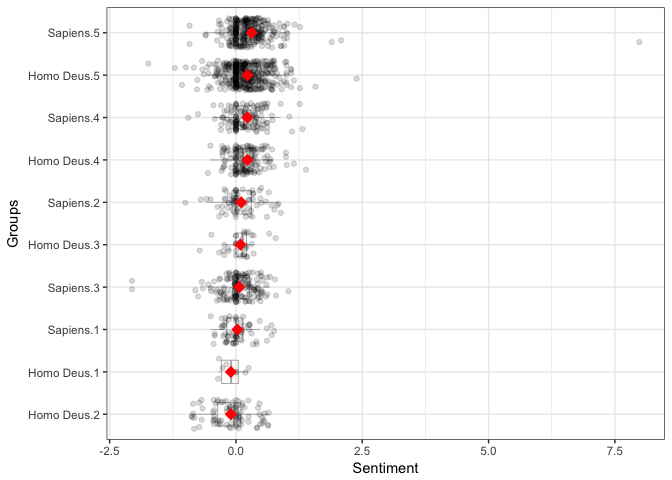 Groups
Sapiens.5
Homo Deus.5
Sapiens.4
Homo Deus.4
Sapiens.2
Homo Deus.3
Sapiens.3
Sapiens.1
Homo Deus.1
Homo Deus.2
-2.5 0.0 2.5 5.0 7.5
Sentiment